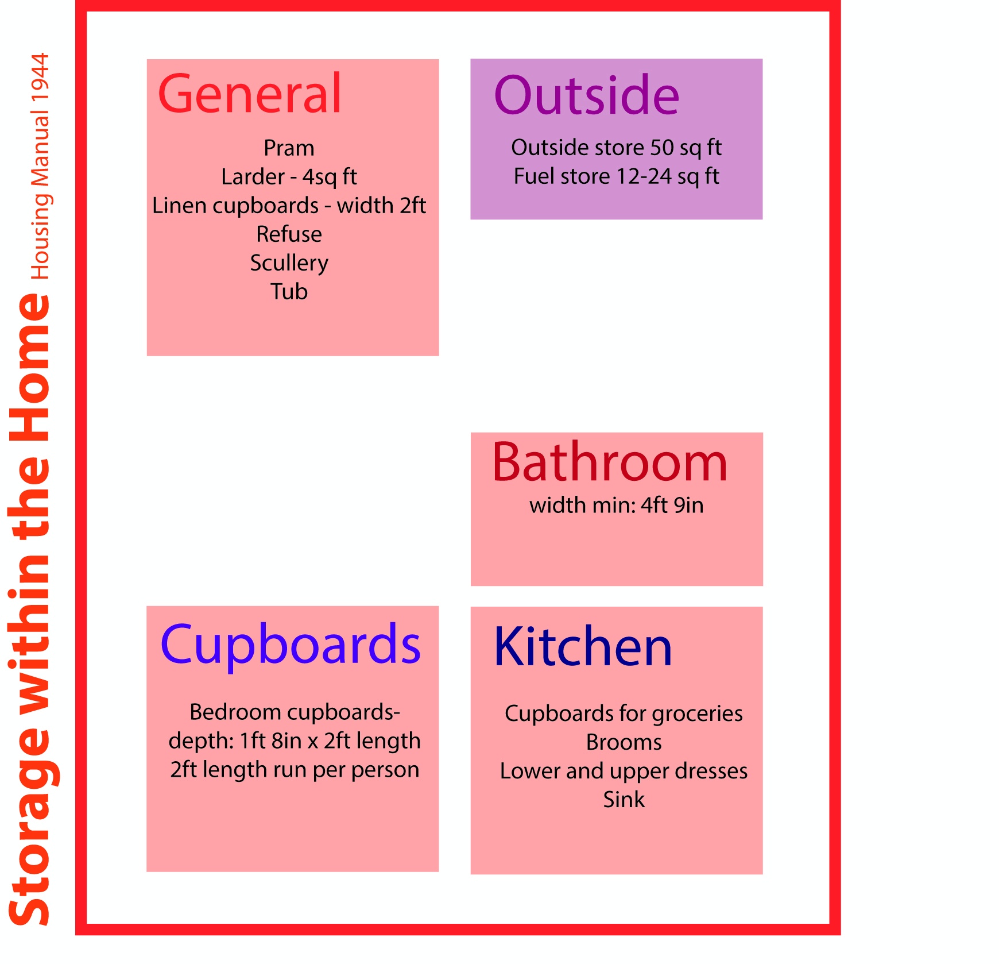 Storage within the Home Housing Manual 1944
General
Pram
Larder - 4sq ft
Linen cupboards - width 2ft
Refuse
Scullery
Tub
Outside
Outside store 50 sq ft
Fuel store 12-24 sq ft
Bathroom
width min: 4ft 9in
Cupboards
Bedroom cupboards-
depth: 1ft 8in x 2ft length
2ft length run per person
Kitchen
Cupboards for groceries
Brooms
Lower and upper dresses
Sink